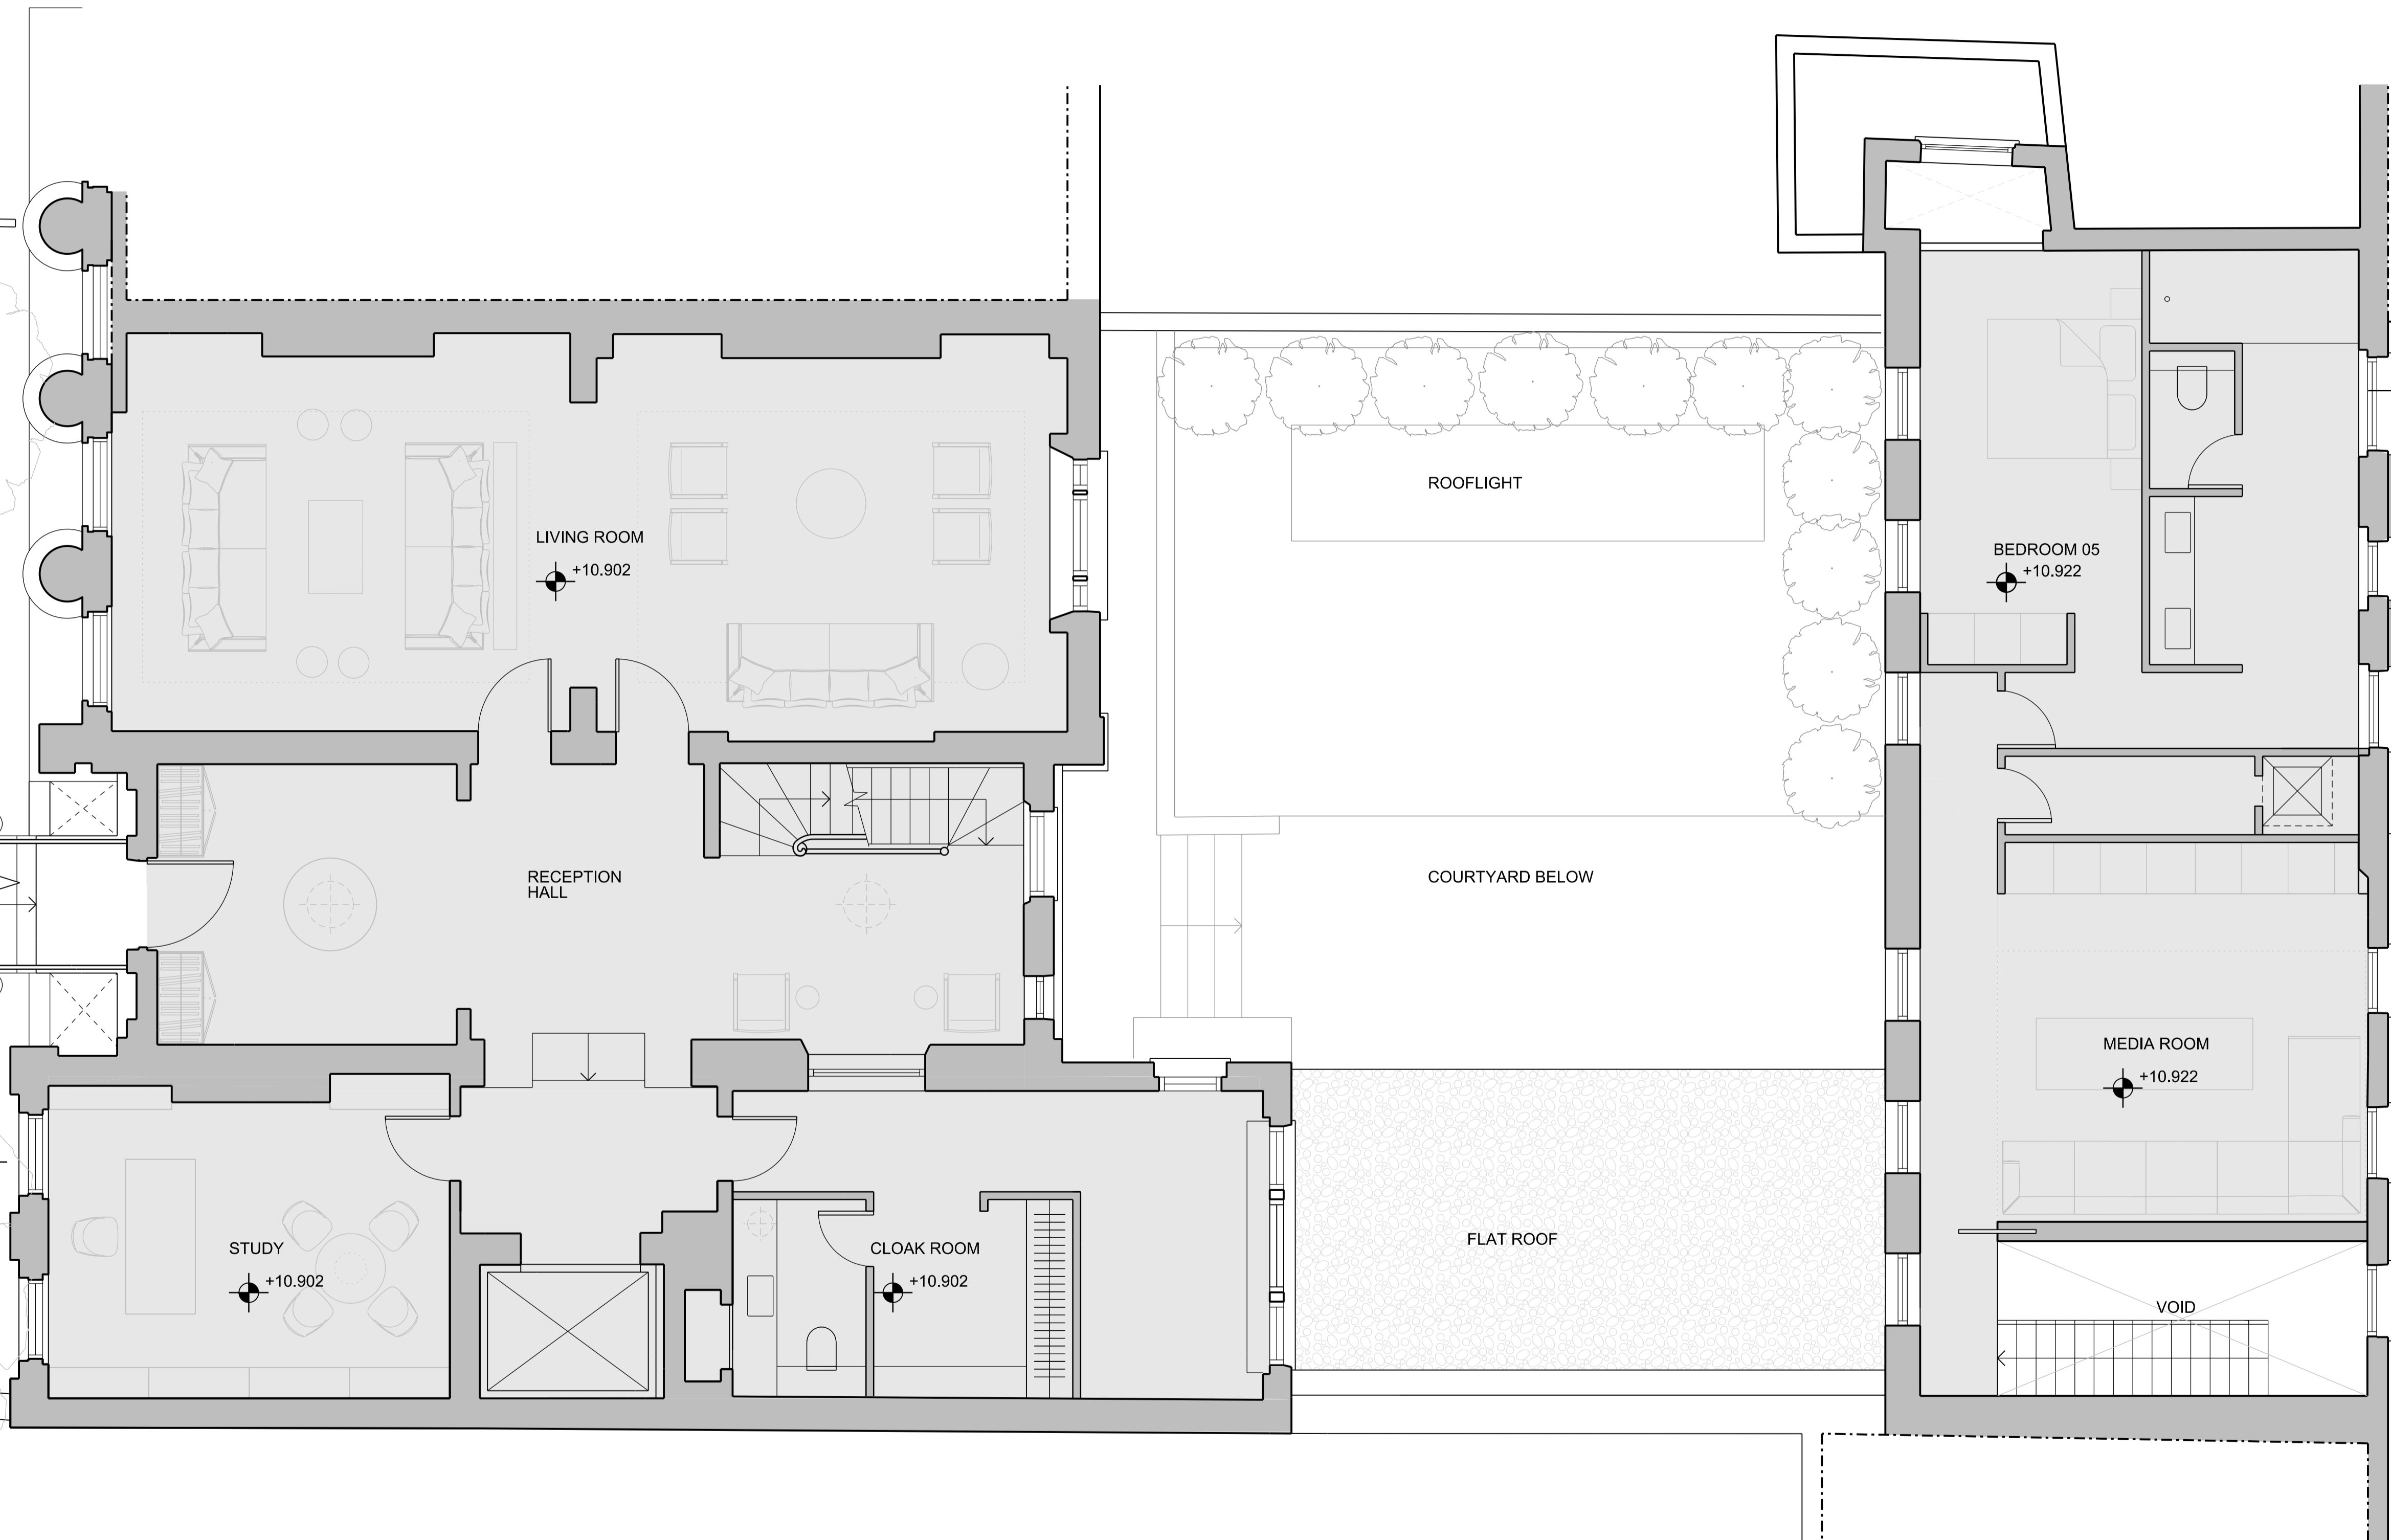 ROOFLIGHT
LIVING ROOM
+10.902
BEDROOM 05
+10.922
RECEPTION
HALL
COURTYARD BELOW
MEDIA ROOM
+10.922
STUDY
+10.902
CLOAK ROOM
+10.902
FLAT ROOF
VOID